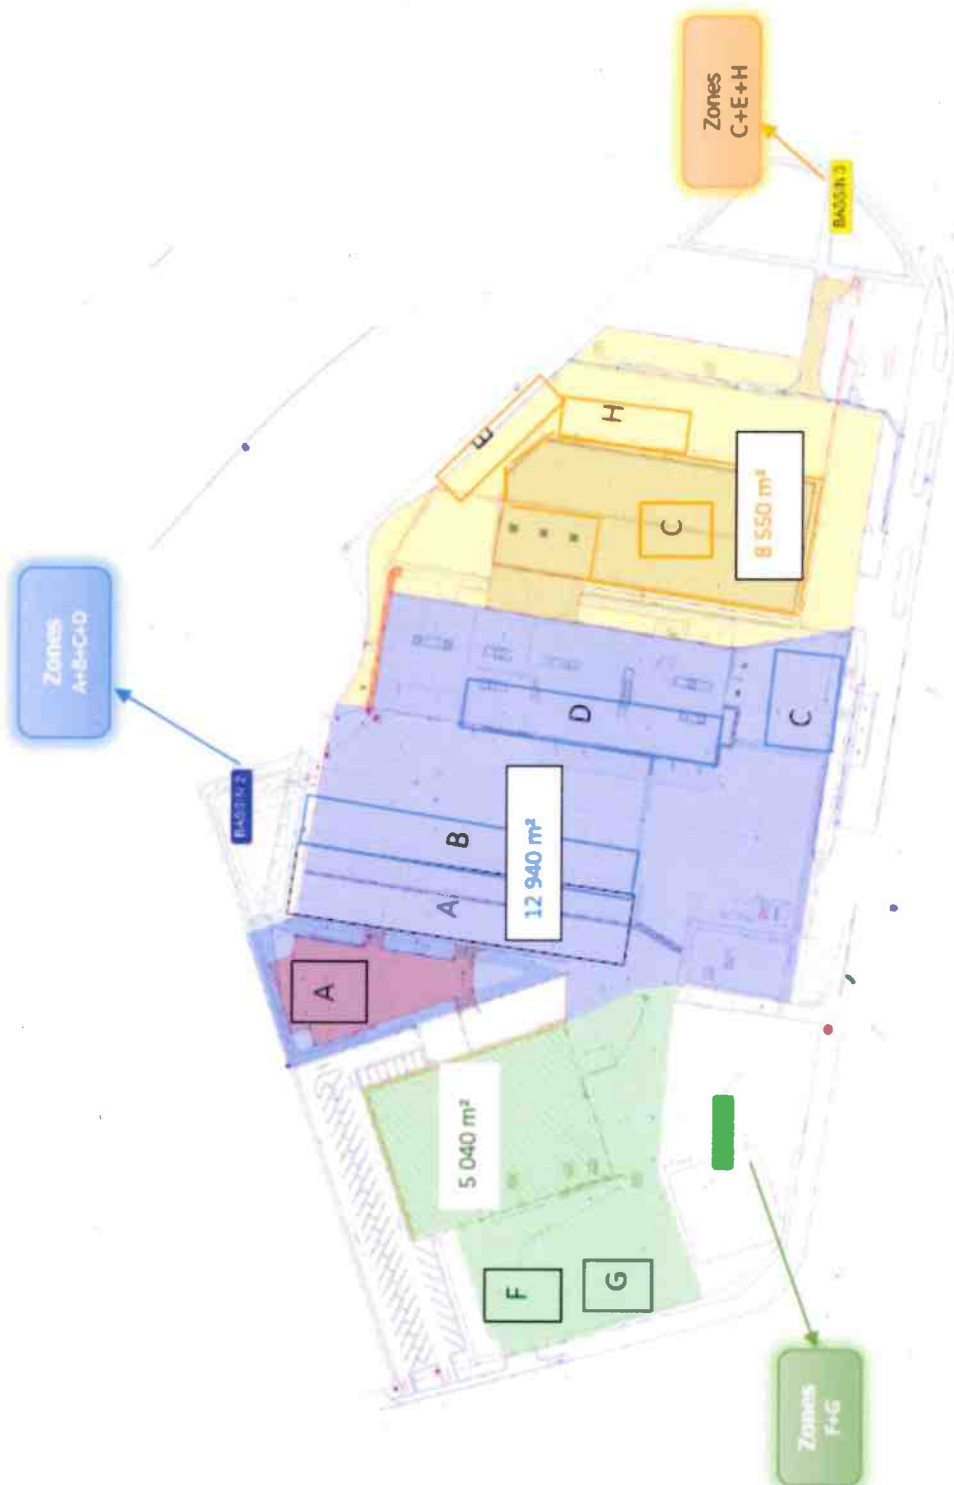 Zones
F+G
F
G
5 040 m²
A
BASSIN 2
Zones
A+B+C+D
A
B
12 940 m²
D
C
C
8 550 m²
E
H
BASSIN 3
Zones
C+E+H